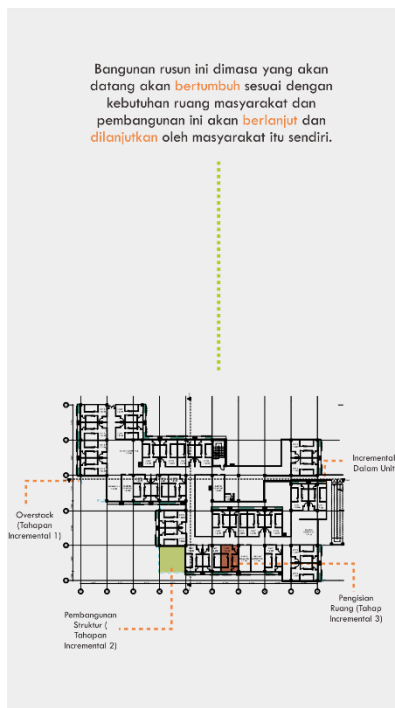 Bangunan rusun ini dimasa yang akan
datang akan bertumbuh sesuai dengan
kebutuhan ruang masyarakat dan
pembangunan ini akan berlanjut dan
dilanjutkan oleh masyarakat itu sendiri.
Incremental
Dalam Unit
Overstock
(Tahapan
Incremental 1)
Pengisian
Ruang (Tahap
Incremental 3)
Pembangunan
Struktur (
Tahapan
Incremental 2)